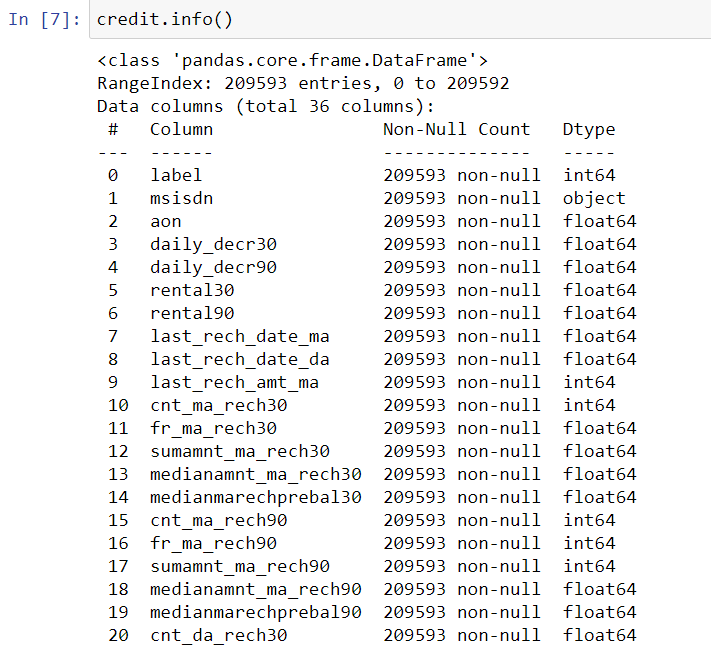 In [7]: credit.info()
<class 'pandas.core.frame.DataFrame'>
RangeIndex: 209593 entries, 0 to 209592
Data columns (total 36 columns):
 #   Column                Non-Null Count   Dtype
---  ------                --------------   -----
 0   label                 209593 non-null  int64
 1   msisdn                209593 non-null  object
 2   aon                   209593 non-null  float64
 3   daily_decr30          209593 non-null  float64
 4   daily_decr90          209593 non-null  float64
 5   rental30              209593 non-null  float64
 6   rental90              209593 non-null  float64
 7   last_rech_date_ma     209593 non-null  float64
 8   last_rech_date_da     209593 non-null  float64
 9   last_rech_amt_ma      209593 non-null  int64
 10  cnt_ma_rech30         209593 non-null  int64
 11  fr_ma_rech30          209593 non-null  float64
 12  sumamnt_ma_rech30     209593 non-null  float64
 13  medianamnt_ma_rech30  209593 non-null  float64
 14  medianmarechprebal30  209593 non-null  float64
 15  cnt_ma_rech90         209593 non-null  int64
 16  fr_ma_rech90          209593 non-null  int64
 17  sumamnt_ma_rech90     209593 non-null  int64
 18  medianamnt_ma_rech90  209593 non-null  float64
 19  medianmarechprebal90  209593 non-null  float64
 20  cnt_da_rech30         209593 non-null  float64